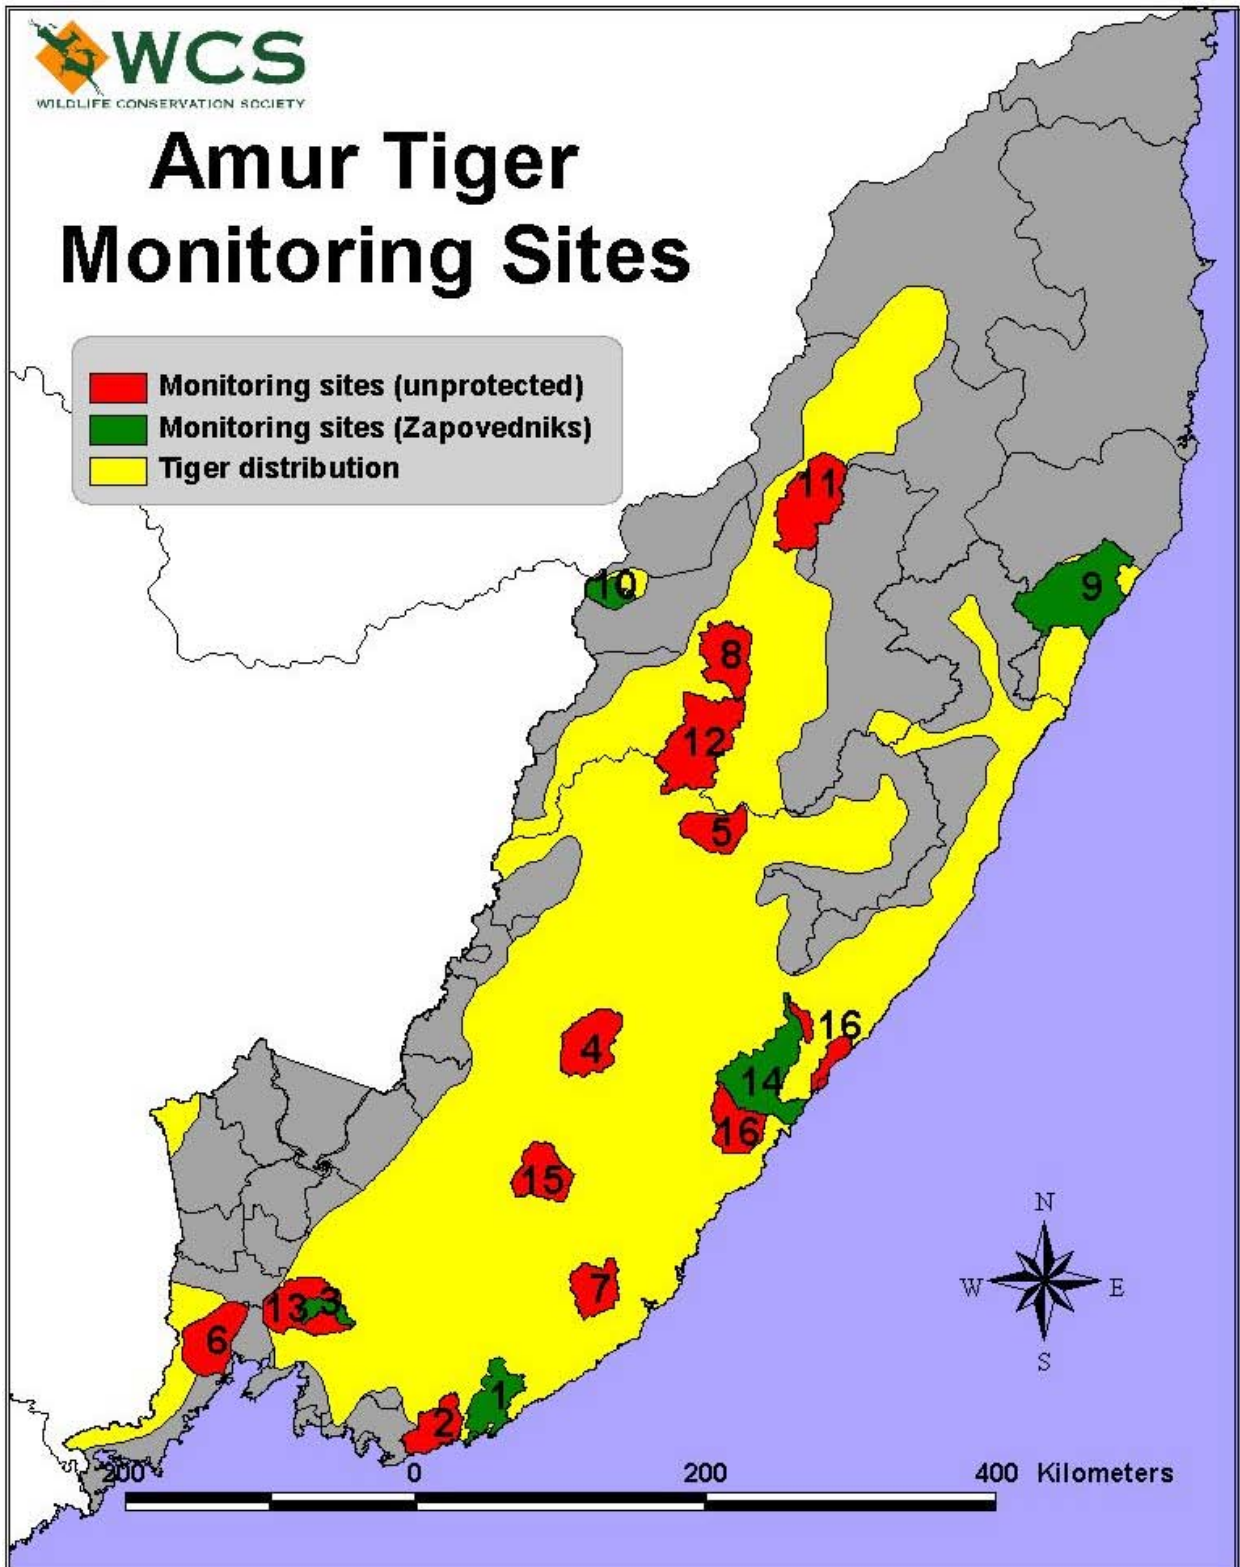 WCS
WILDLIFE CONSERVATION SOCIETY
Amur Tiger
Monitoring Sites
Monitoring sites (unprotected)
Monitoring sites (Zapovedniks)
Tiger distribution
11
10
9
8
12
5
16
4
14
16
15
N
W E
S
7
13 3
6
1
2
200 0 200 400 Kilometers